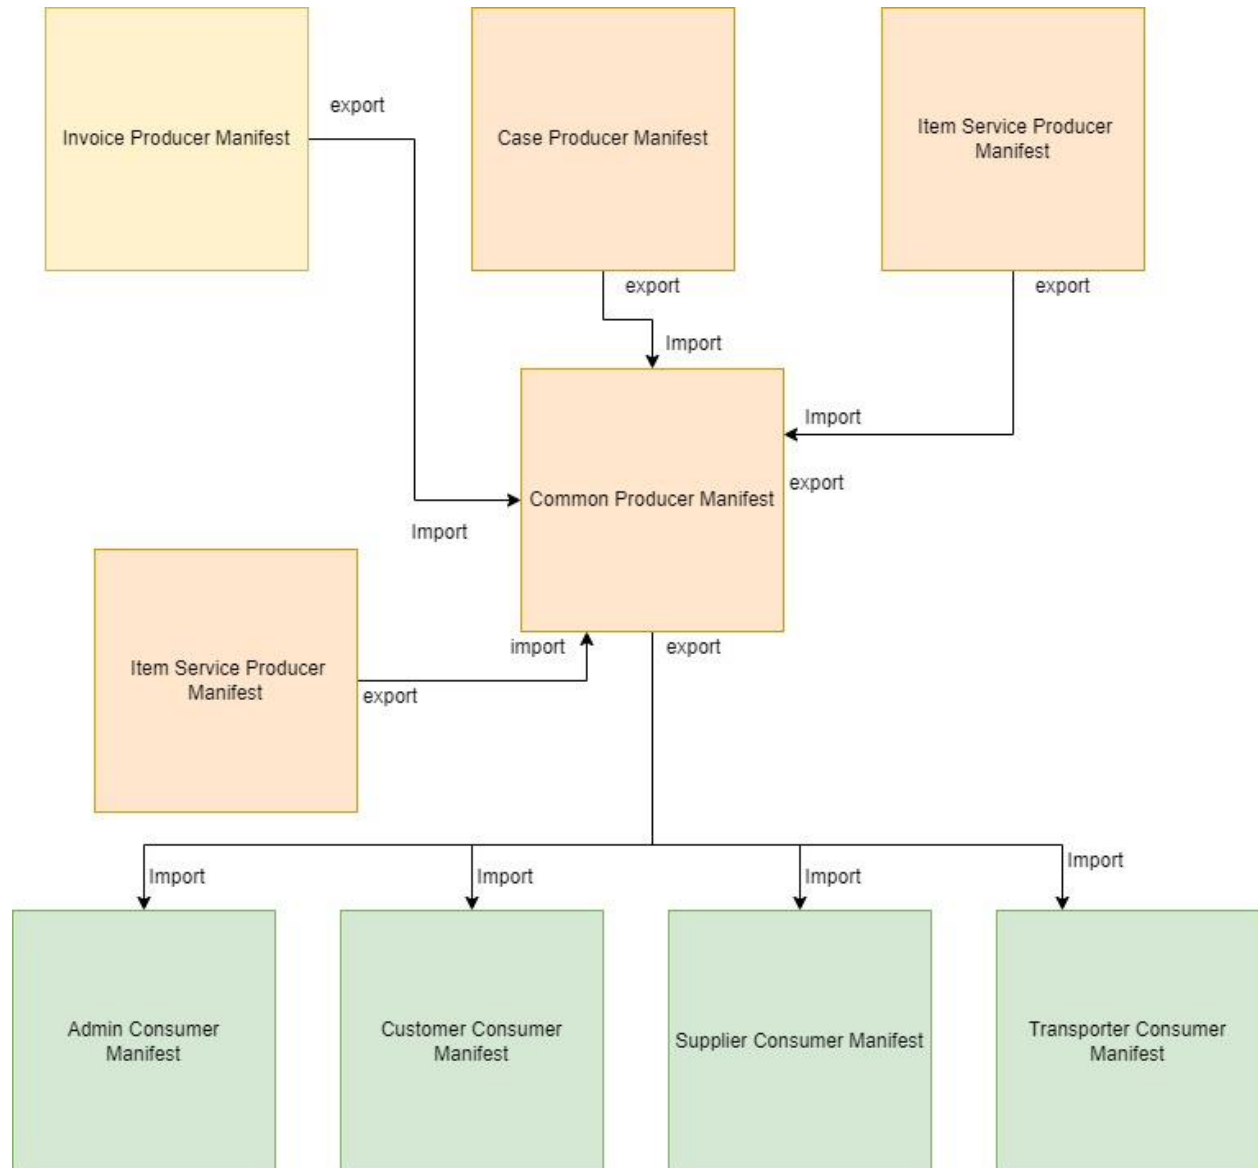 export
Invoice Producer Manifest
Case Producer Manifest
Item Service Producer
Manifest
export
export
Import
Import
export
Common Producer Manifest
Import
import
export
Item Service Producer
Manifest
export
Import
Import
Import
Import
Admin Consumer
Manifest
Customer Consumer
Manifest
Supplier Consumer Manifest
Transporter Consumer
Manifest